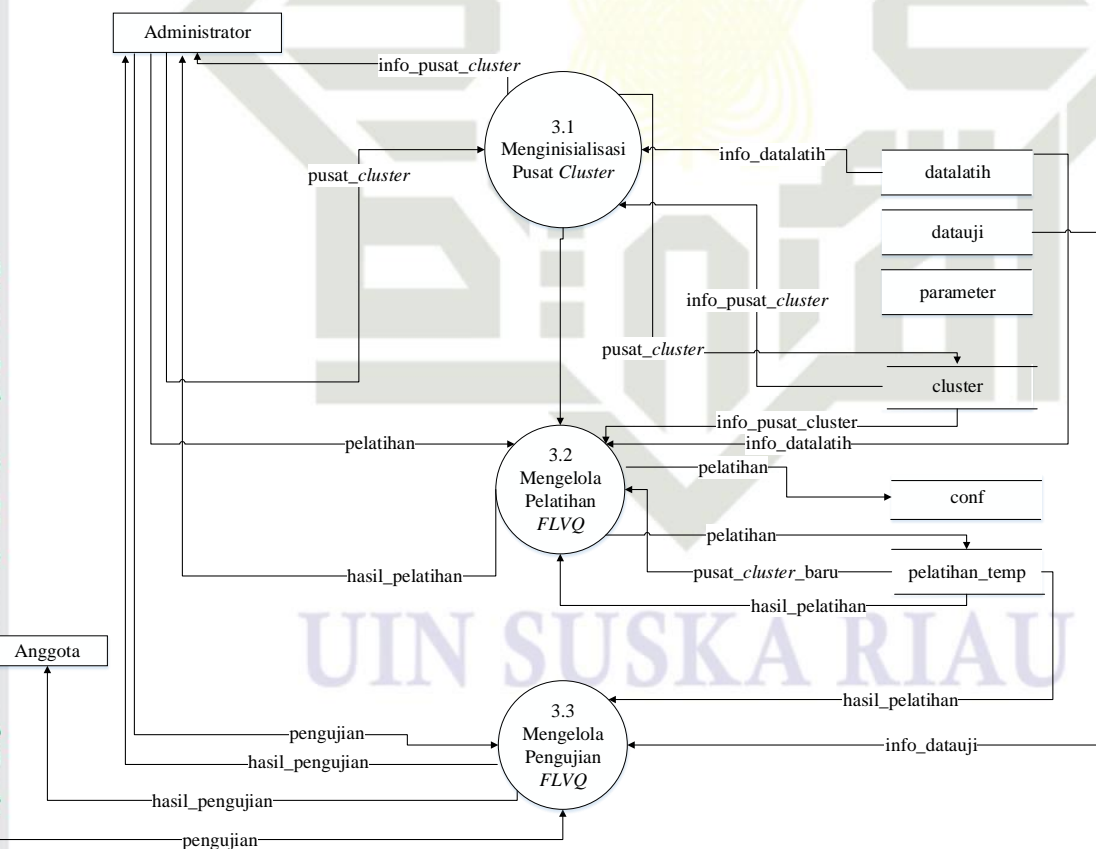 Administrator
info_pusat_cluster
3.1
Menginisialisasi
Pusat Cluster
info_datalatih
pusat_cluster
datalatih
datauji
parameter
info_pusat_cluster
pusat_cluster
cluster
info_pusat_cluster
info_datalatih
pelatihan
3.2
Mengelola
Pelatihan
FLVQ
pelatihan
conf
pelatihan
pusat_cluster_baru
pelatihan_temp
hasil_pelatihan
hasil_pelatihan
UIN SUSKA RIAU
Anggota
hasil_pelatihan
3.3
Mengelola
Pengujian
FLVQ
pengujian
info_datauji
hasil_pengujian
hasil_pengujian
pengujian